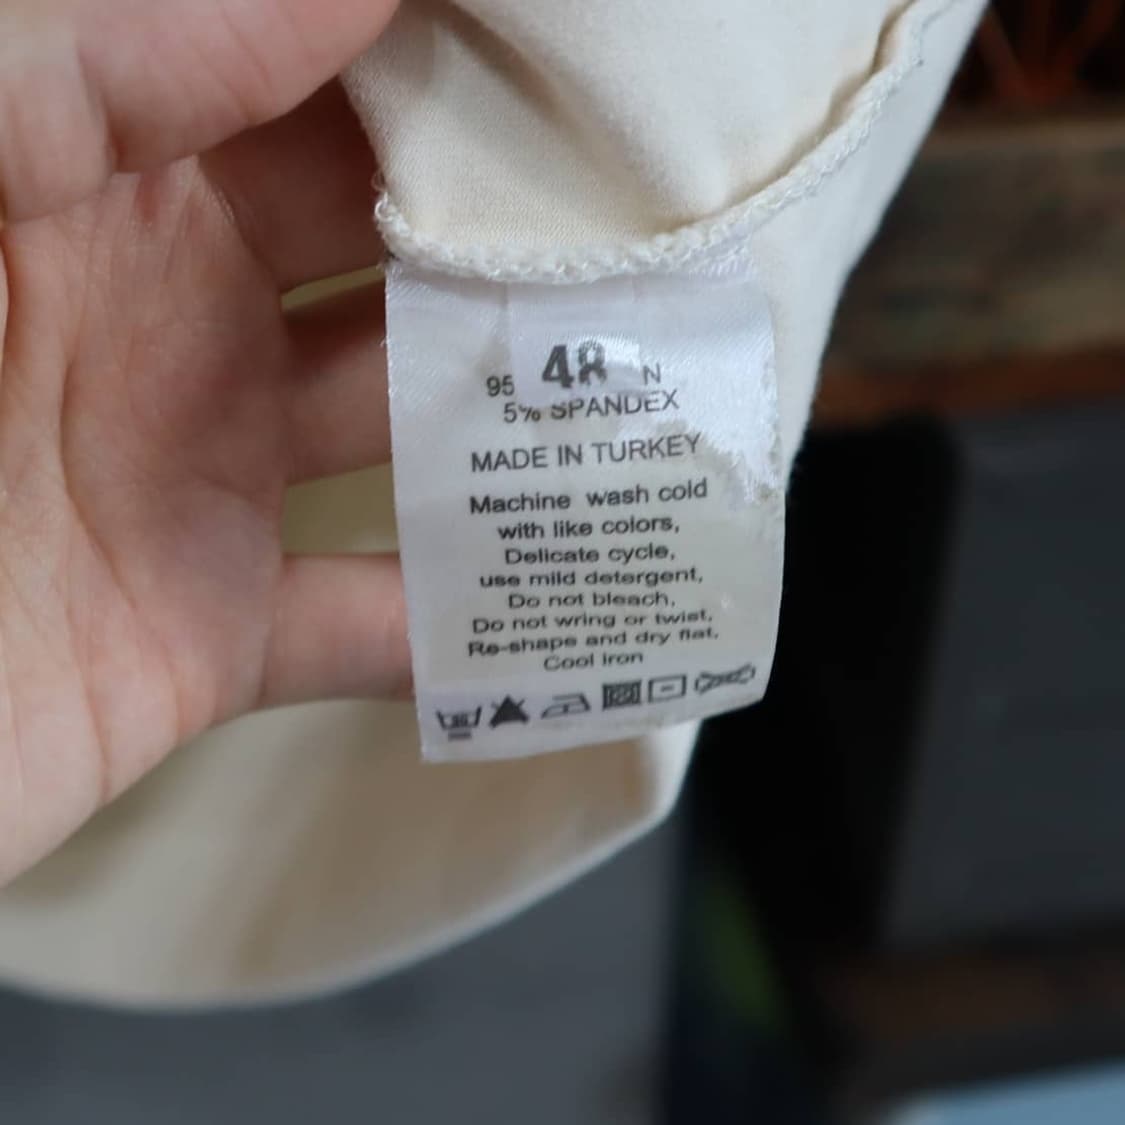 48
95 N
5% SPANDEX
MADE IN TURKEY
Machine wash cold
with like colors,
Delicate cycle,
use mild detergent,
Do not bleach,
Do not wring or twist,
Re-shape and dry flat.
Cool iron